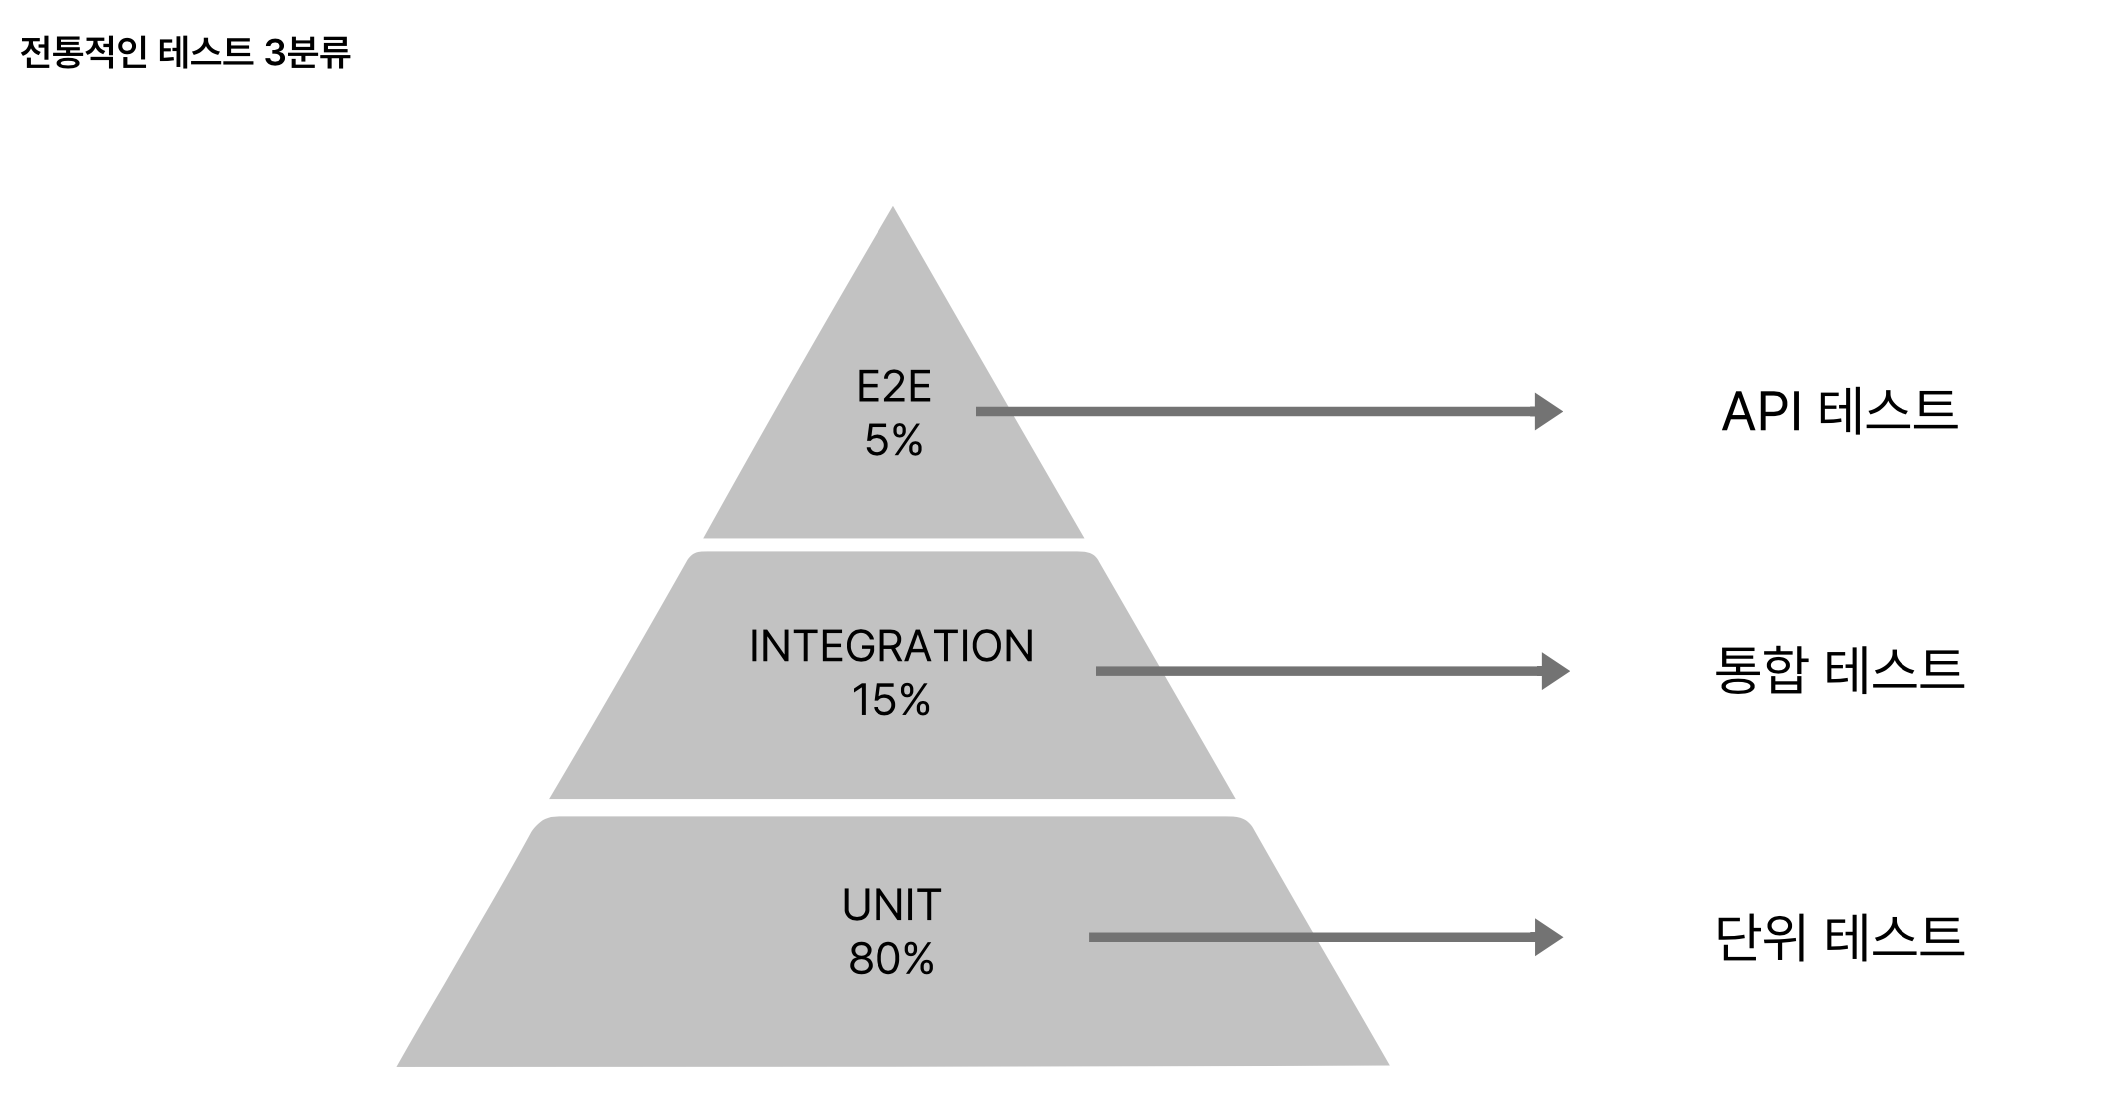 전통적인 테스트 3분류
E2E
5%
API 테스트
INTEGRATION
15%
통합 테스트
UNIT
80%
단위 테스트